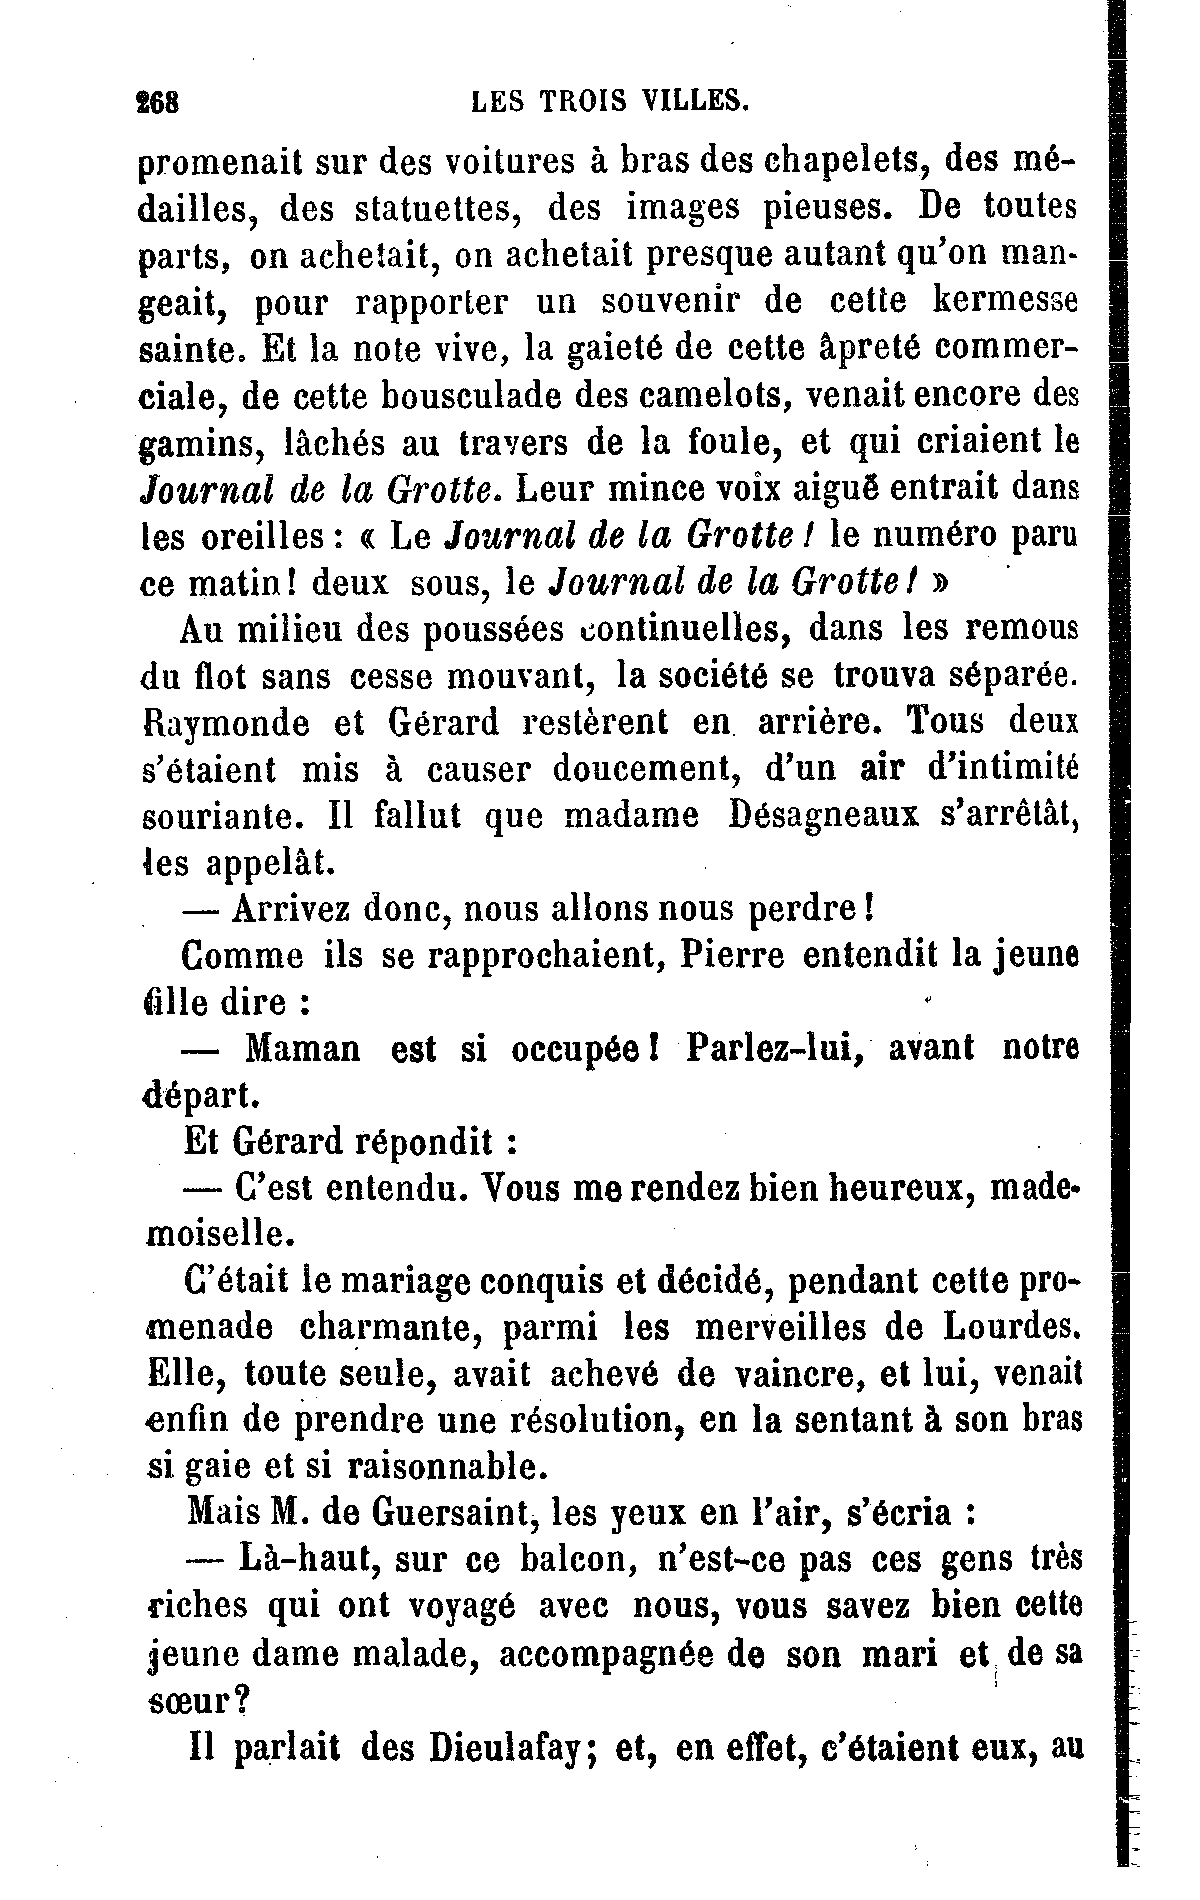 268 LES TROIS VILLES.
promenait sur des voitures à bras des chapelets, des mé-
dailles, des statuettes, des images pieuses. De toutes
parts, on achetait, on achetait presque autant qu'on man-
geait, pour rapporter un souvenir de cette kermesse
sainte. Et la note vive, la gaieté de cette âpreté commer-
ciale, de cette bousculade des camelots, venait encore des
gamins, lâchés au travers de la foule, et qui criaient le
Journal de la Grotte. Leur mince voix aiguë entrait dans
les oreilles : « Le Journal de la Grotte ! le numéro paru
ce matin! deux sous, le Journal de la Grotte ! »
Au milieu des poussées continuelles, dans les remous
du flot sans cesse mouvant, la société se trouva séparée.
Raymonde et Gérard restèrent en arrière. Tous deux
s'étaient mis à causer doucement, d'un air d'intimité
souriante. Il fallut que madame Désagneaux s'arrêtât,
les appelât.
— Arrivez donc, nous allons nous perdre !
Comme ils se rapprochaient, Pierre entendit la jeune
fille dire :
— Maman est si occupée ! Parlez-lui, avant notre
départ.
Et Gérard répondit :
— C'est entendu. Vous me rendez bien heureux, made-
moiselle.
C'était le mariage conquis et décidé, pendant cette pro-
menade charmante, parmi les merveilles de Lourdes.
Elle, toute seule, avait achevé de vaincre, et lui, venait
enfin de prendre une résolution, en la sentant à son bras
si gaie et si raisonnable.
Mais M. de Guersaint, les yeux en l'air, s'écria :
— Là-haut, sur ce balcon, n'est-ce pas ces gens très
riches qui ont voyagé avec nous, vous savez bien cette
jeune dame malade, accompagnée de son mari et de sa
sœur?
Il parlait des Dieulafay; et, en effet, c'étaient eux, au